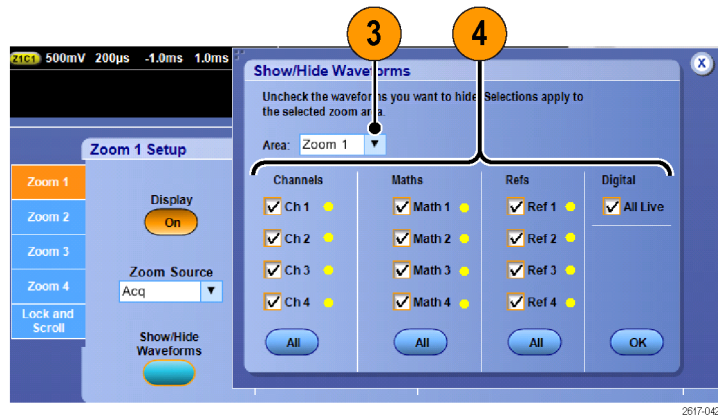 3 4
Z1C1 500mV 200µs -1.0ms 1.0ms
Show/Hide Waveforms
X
Uncheck the waveforms you want to hide. Selections apply to
the selected zoom area.
Area: Zoom 1
Zoom 1 Setup
Zoom 1
Zoom 2
Zoom 3
Zoom 4
Lock and
Scroll
Display
On
Zoom Source
Acq
Show/Hide
Waveforms
Channels Maths Refs Digital
Ch 1 Math 1 Ref 1 All Live
Ch 2 Math 2 Ref 2
Ch 3 Math 3 Ref 3
Ch 4 Math 4 Ref 4
All All All OK
2617-042